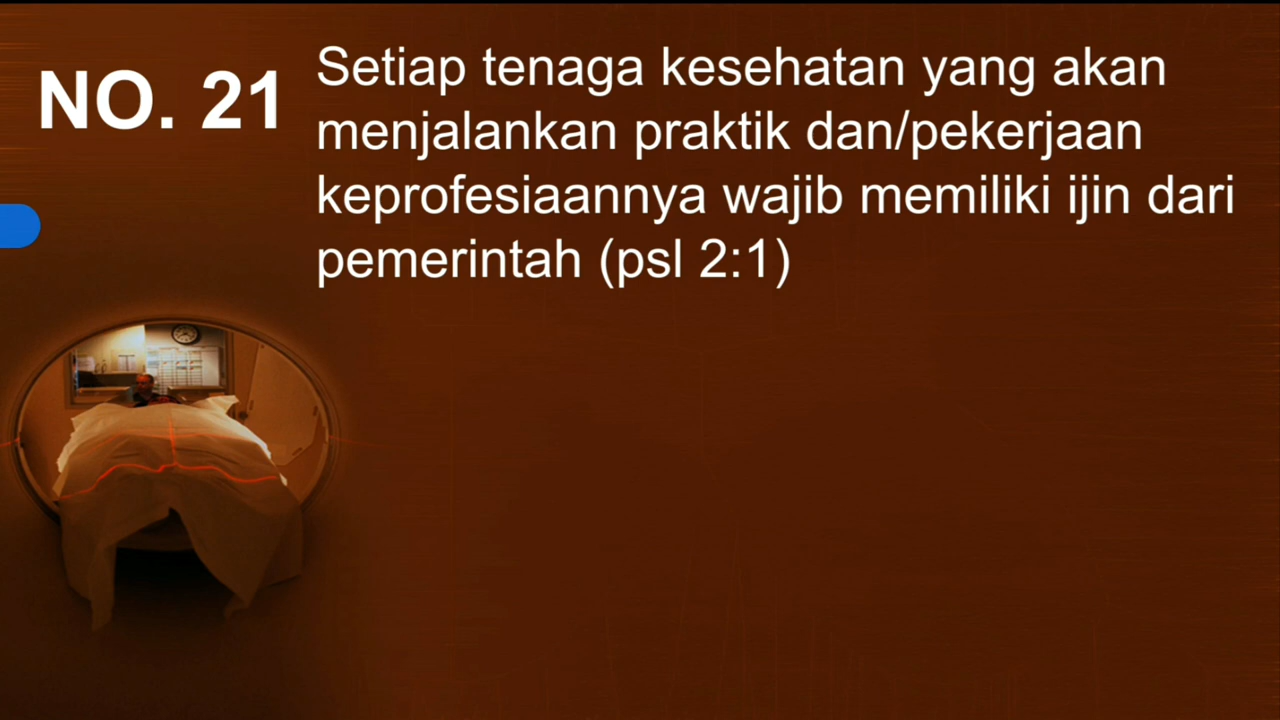 NO. 21
Setiap tenaga kesehatan yang akan
menjalankan praktik dan/pekerjaan
keprofesiaannya wajib memiliki ijin dari
pemerintah (psl 2:1)